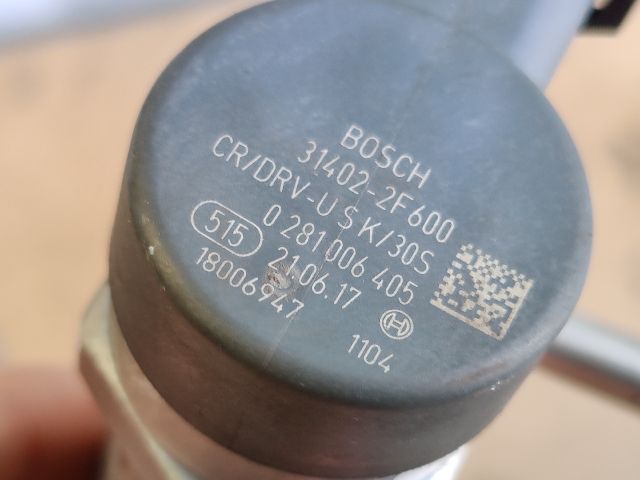 BOSCH
31402-2F600
CR/DRV-U S K/30S
0 281 006 405
515 21.06.17
18006947
1104